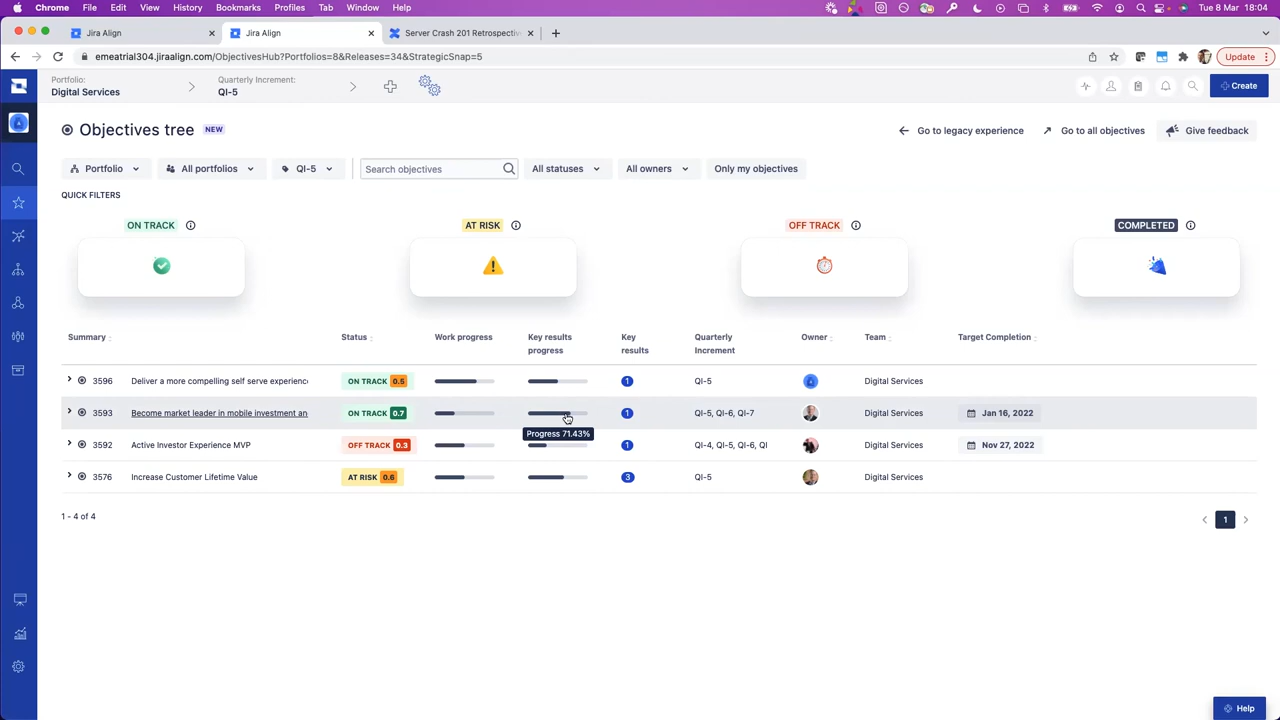 Chrome File Edit View History Bookmarks Profiles Tab Window Help Tue 8 Mar 18:04
Jira Align Jira Align Server Crash 201 Retrospectiv
emeatrial304.jiraalign.com/ObjectivesHub?Portfolios=8&Releases=34&StrategicSnap=5 Update
Portfolio: Quarterly Increment:
Digital Services QI-5 Create
Objectives tree NEW Go to legacy experience Go to all objectives Give feedback
Portfolio All portfolios QI-5 Search objectives All statuses All owners Only my objectives
QUICK FILTERS
ON TRACK AT RISK OFF TRACK COMPLETED
Summary Status Work progress Key results progress Key results Quarterly Increment Owner Team Target Completion
3596 Deliver a more compelling self serve experienc ON TRACK 0.5 1 QI-5 Digital Services
3593 Become market leader in mobile investment an ON TRACK 0.7 1 QI-5, QI-6, QI-7 Digital Services Jan 16, 2022
Progress 71.43%
3592 Active Investor Experience MVP OFF TRACK 0.3 1 QI-4, QI-5, QI-6, QI Digital Services Nov 27, 2022
3576 Increase Customer Lifetime Value AT RISK 0.6 3 QI-5 Digital Services
1 - 4 of 4 1
Help